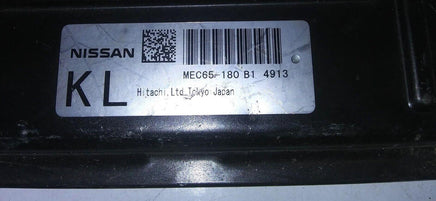 NISSAN
MEC65-180 B1 4913
KL
Hitachi,Ltd.Tokyo Japan